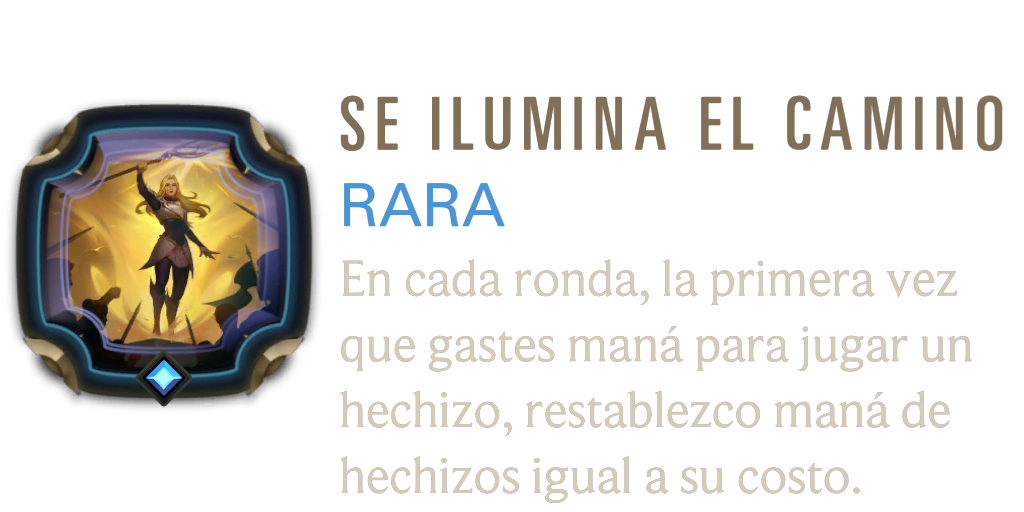 SE ILUMINA EL CAMINO
RARA
En cada ronda, la primera vez
que gastes maná para jugar un
hechizo, restablezco maná de
hechizos igual a su costo.